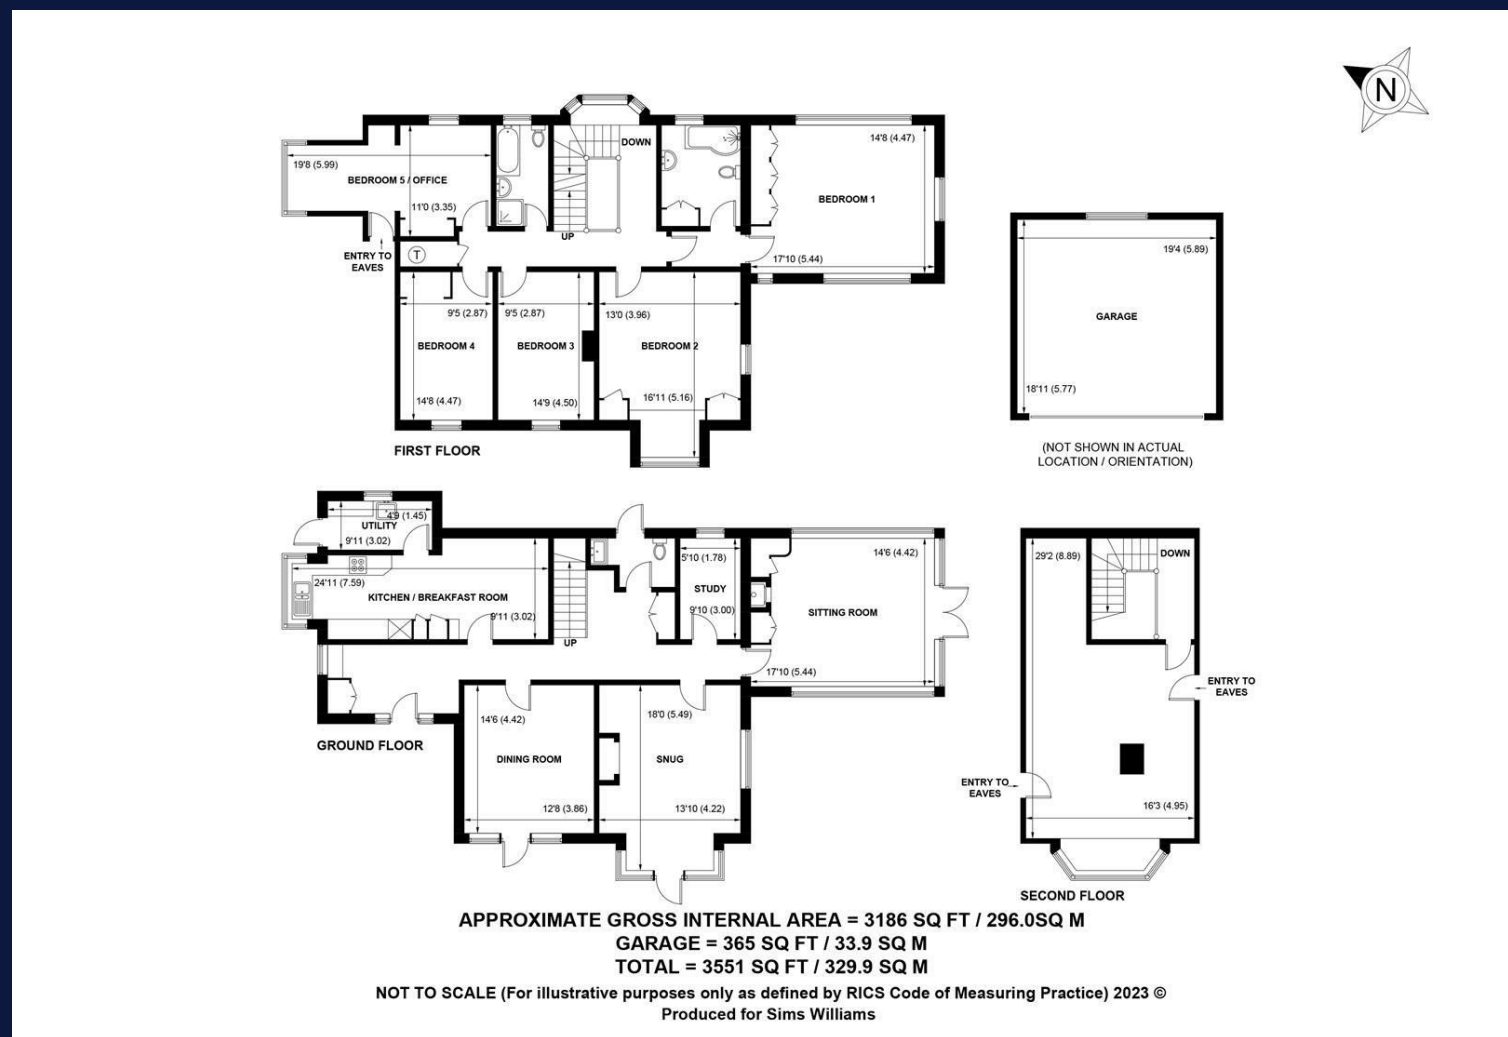 N
DOWN
19'8 (5.99)
14'8 (4.47)
BEDROOM 5 / OFFICE
BEDROOM 1
11'0 (3.35)
UP
ENTRY TO
EAVES
T
17'10 (5.44)
9'5 (2.87)
9'5 (2.87)
13'0 (3.96)
BEDROOM 4
BEDROOM 3
BEDROOM 2
14'8 (4.47)
14'9 (4.50)
16'11 (5.16)
FIRST FLOOR
19'4 (5.89)
GARAGE
18'11 (5.77)
(NOT SHOWN IN ACTUAL
LOCATION / ORIENTATION)
4'9 (1.45)
UTILITY
9'11 (3.02)
24'11 (7.59)
KITCHEN / BREAKFAST ROOM
9'11 (3.02)
UP
5'10 (1.78)
STUDY
9'10 (3.00)
14'6 (4.42)
SITTING ROOM
17'10 (5.44)
14'6 (4.42)
18'0 (5.49)
GROUND FLOOR
DINING ROOM
SNUG
12'8 (3.86)
13'10 (4.22)
29'2 (8.89)
DOWN
ENTRY TO
EAVES
ENTRY TO
EAVES
16'3 (4.95)
SECOND FLOOR
APPROXIMATE GROSS INTERNAL AREA = 3186 SQ FT / 296.0SQ M
GARAGE = 365 SQ FT / 33.9 SQ M
TOTAL = 3551 SQ FT / 329.9 SQ M
NOT TO SCALE (For illustrative purposes only as defined by RICS Code of Measuring Practice) 2023 ©
Produced for Sims Williams